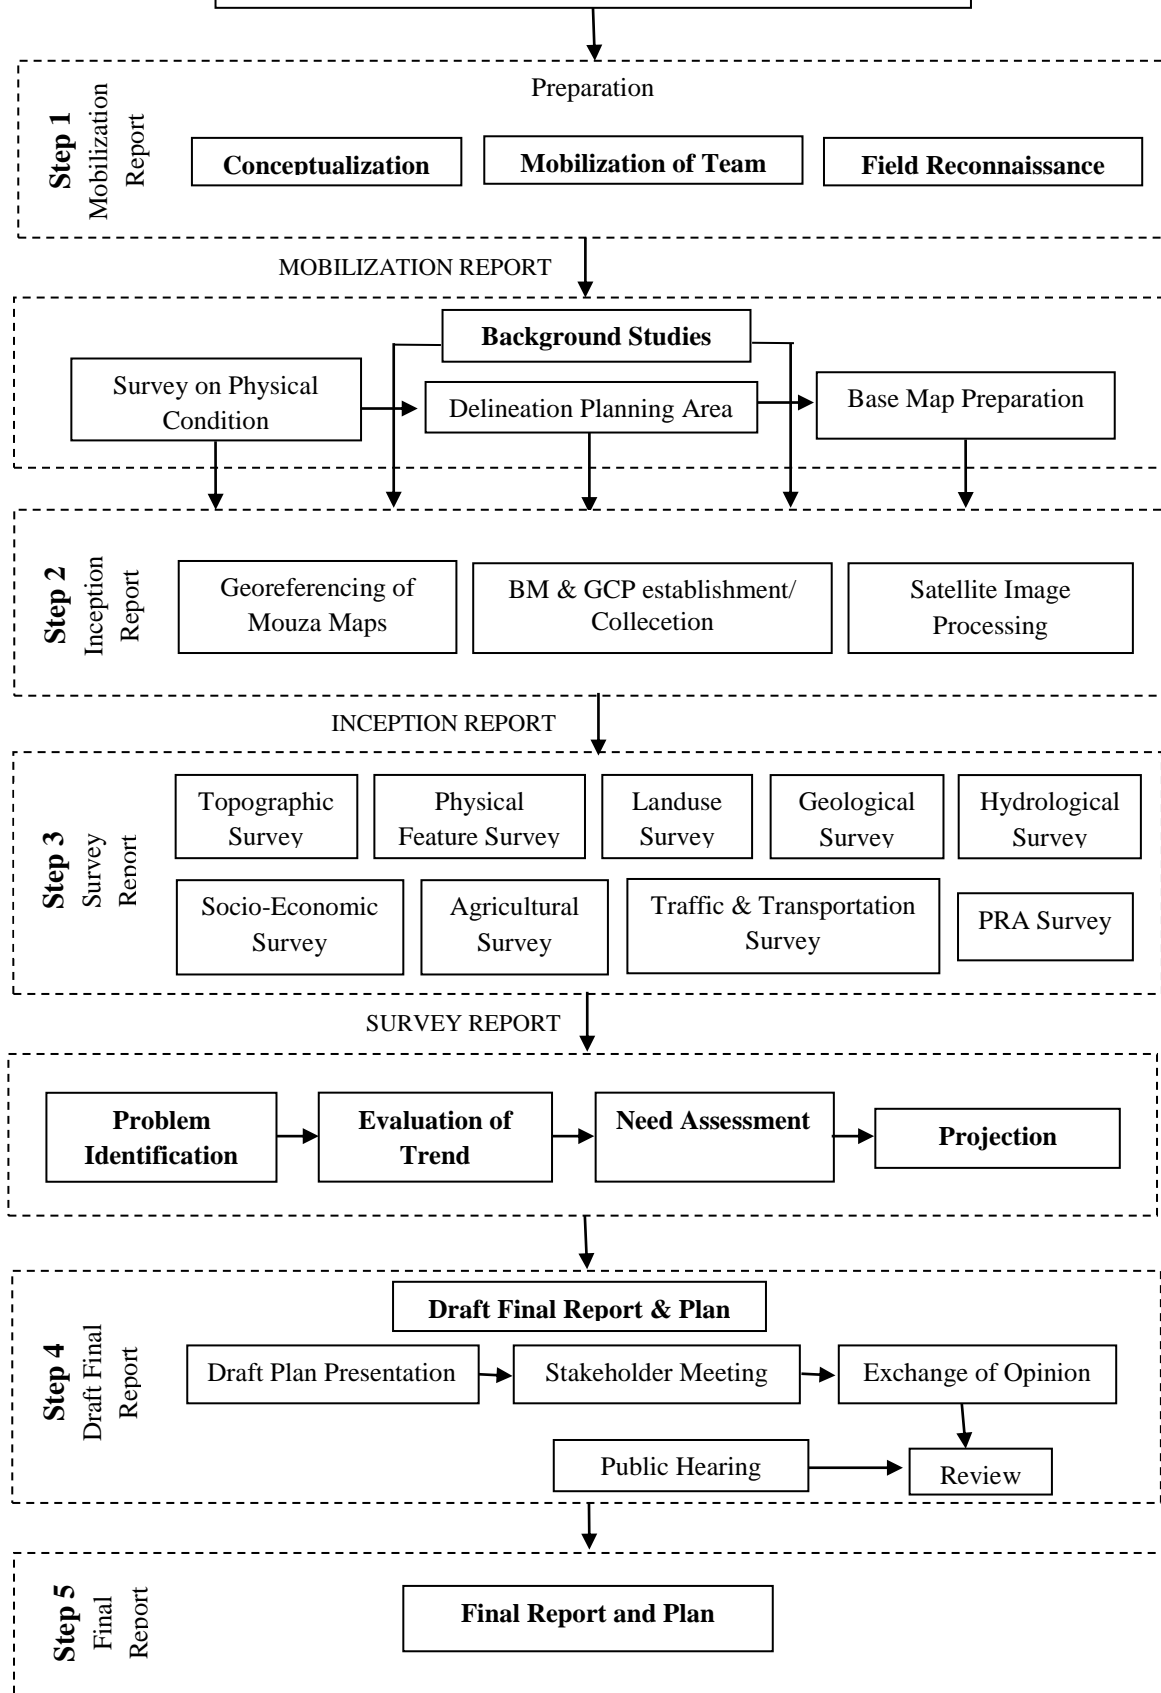 Preparation
Step 1
Mobilization
Report
Conceptualization
Mobilization of Team
Field Reconnaissance
MOBILIZATION REPORT
Background Studies
Survey on Physical
Condition
Delineation Planning Area
Base Map Preparation
Step 2
Inception
Report
Georeferencing of
Mouza Maps
BM & GCP establishment/
Collecetion
Satellite Image
Processing
INCEPTION REPORT
Step 3
Survey
Report
Topographic
Survey
Physical
Feature Survey
Landuse
Survey
Geological
Survey
Hydrological
Survey
Socio-Economic
Survey
Agricultural
Survey
Traffic & Transportation
Survey
PRA Survey
SURVEY REPORT
Problem
Identification
Evaluation of
Trend
Need Assessment
Projection
Step 4
Draft Final
Report
Draft Final Report & Plan
Draft Plan Presentation
Stakeholder Meeting
Exchange of Opinion
Public Hearing
Review
Step 5
Final
Report
Final Report and Plan